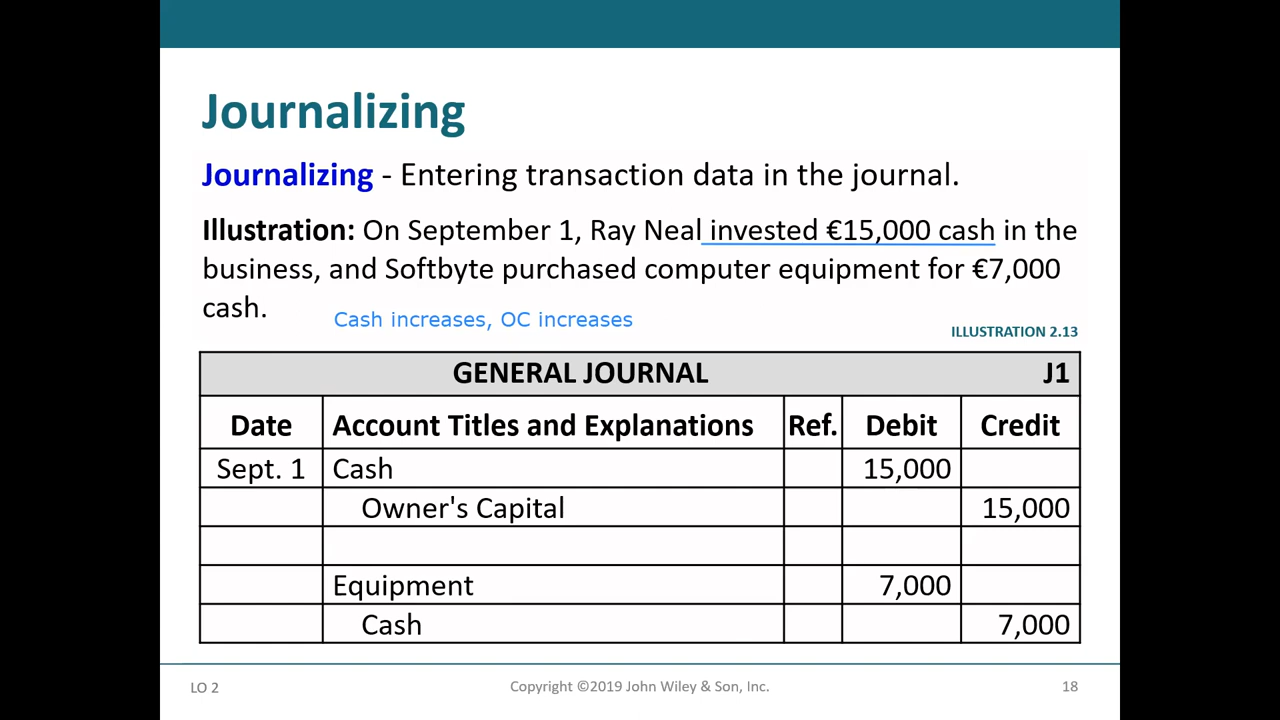 Journalizing
Journalizing - Entering transaction data in the journal.
Illustration: On September 1, Ray Neal invested €15,000 cash in the
business, and Softbyte purchased computer equipment for €7,000
cash.
Cash increases, OC increases
ILLUSTRATION 2.13
GENERAL JOURNAL J1
Date Account Titles and Explanations Ref. Debit Credit
Sept. 1 Cash 15,000
Owner's Capital 15,000
Equipment 7,000
Cash 7,000
LO 2 Copyright ©2019 John Wiley & Son, Inc. 18